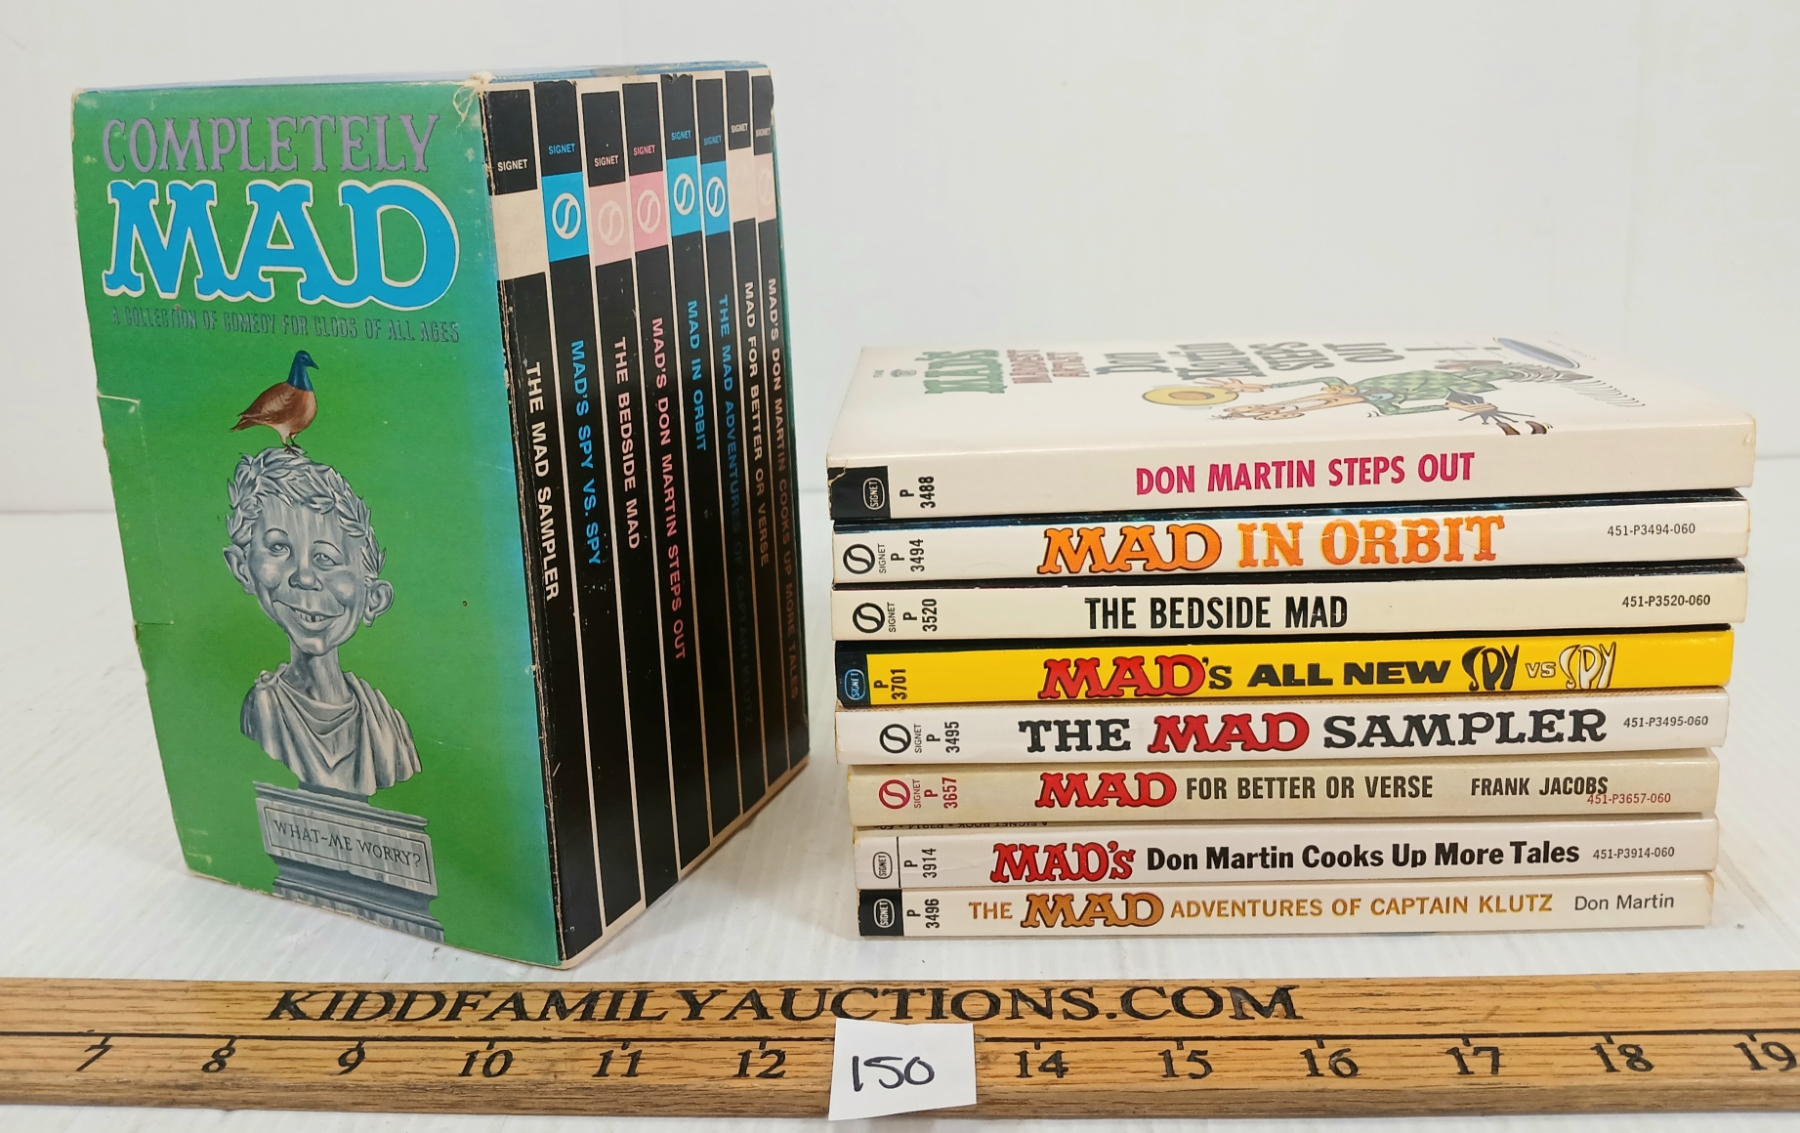 COMPLETELY
MAD
A COLLECTION OF COMEDY FOR CLODS OF ALL AGES
WHAT-ME WORRY?
SIGNET THE MAD SAMPLER
SIGNET MAD'S SPY VS. SPY
SIGNET THE BEDSIDE MAD
SIGNET MAD'S DON MARTIN STEPS OUT
SIGNET MAD IN ORBIT
SIGNET THE MAD ADVENTURES OF CAPTAIN KLUTZ
SIGNET MAD FOR BETTER OR VERSE
SIGNET MAD'S DON MARTIN COOKS UP MORE TALES
DON
MARTIN
STEPS
OUT
SIGNET P 3488 DON MARTIN STEPS OUT
SIGNET P 3494 MAD IN ORBIT 451-P3494-060
SIGNET P 3520 THE BEDSIDE MAD 451-P3520-060
SIGNET P 3701 MAD's ALL NEW SPY vs SPY
SIGNET P 3495 THE MAD SAMPLER 451-P3495-060
SIGNET P 3657 MAD FOR BETTER OR VERSE FRANK JACOBS 451-P3657-060
SIGNET P 3914 MAD's Don Martin Cooks Up More Tales 451-P3914-060
SIGNET P 3496 THE MAD ADVENTURES OF CAPTAIN KLUTZ Don Martin
KIDDFAMILYAUCTIONS.COM
7 8 9 10 11 12 150 14 15 16 17 18 19